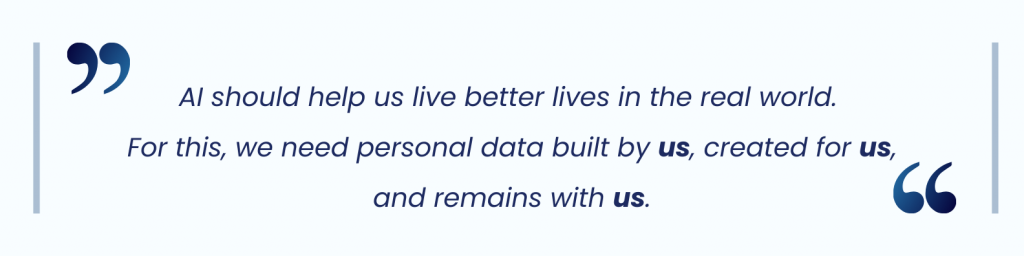 ”
AI should help us live better lives in the real world.
For this, we need personal data built by us, created for us,
and remains with us.
“